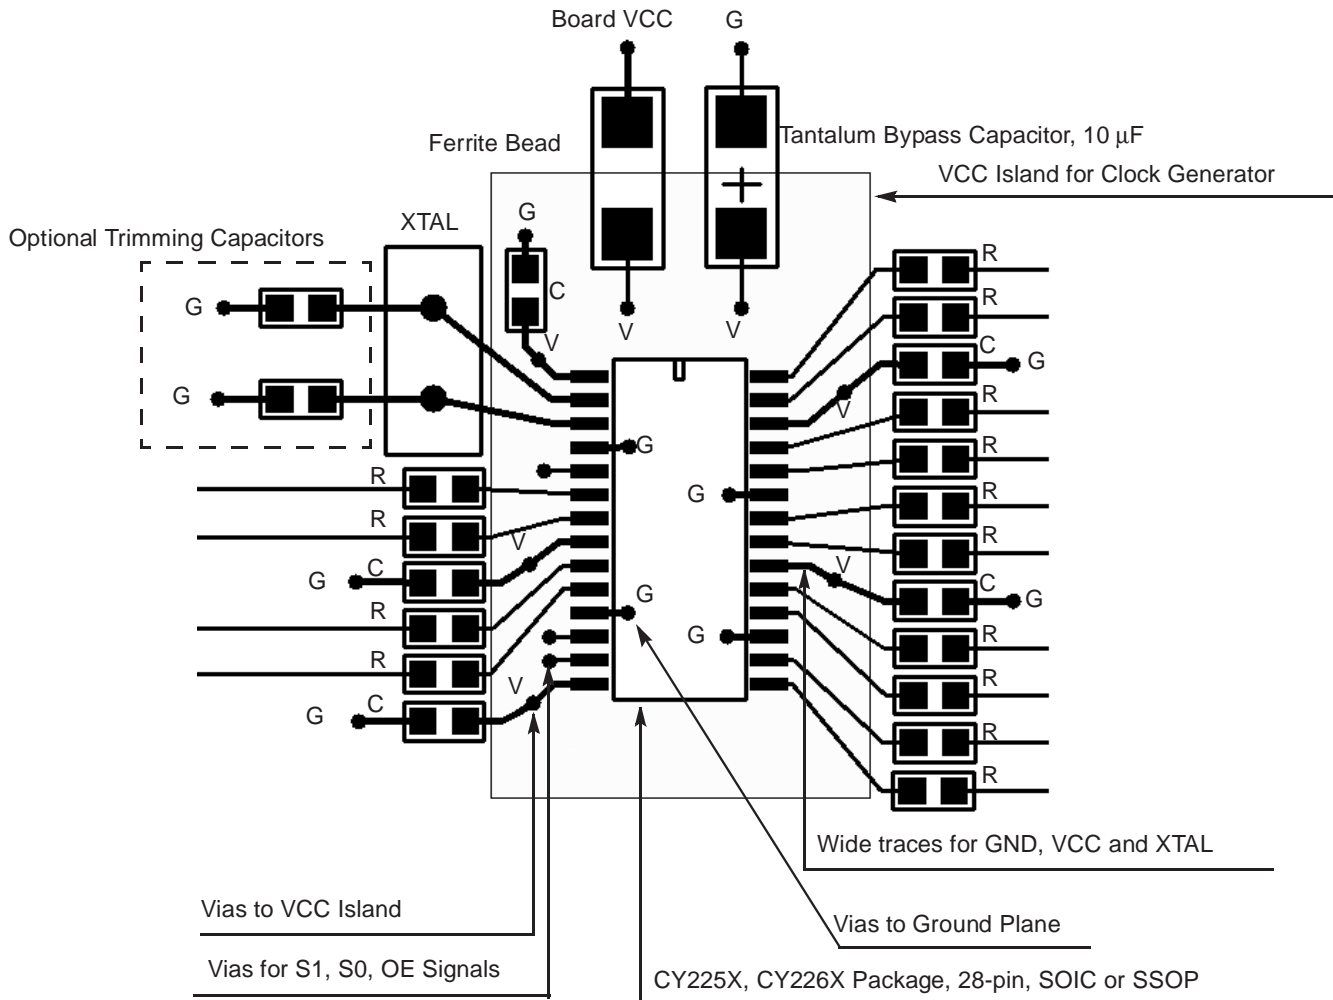 Board VCC
G
Ferrite Bead
Tantalum Bypass Capacitor, 10 µF
VCC Island for Clock Generator
G
XTAL
Optional Trimming Capacitors
R
C
G
R
V
V
V
C
G
G
V
R
G
G
R
R
G
R
R
R
V
V
R
G
C
C
G
G
R
G
R
R
R
V
G
C
R
R
Wide traces for GND, VCC and XTAL
Vias to VCC Island
Vias to Ground Plane
Vias for S1, S0, OE Signals
CY225X, CY226X Package, 28-pin, SOIC or SSOP